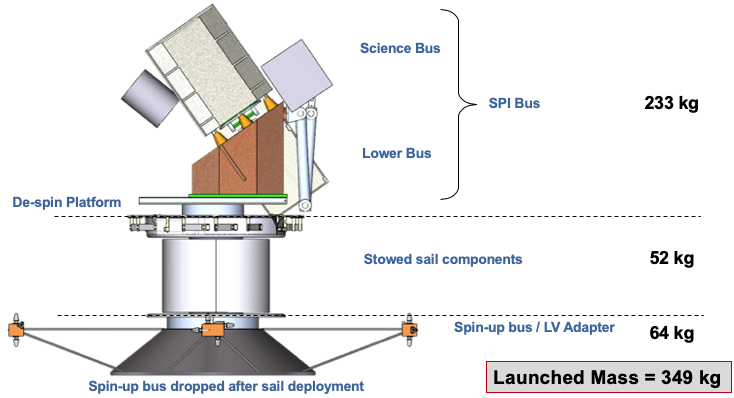 Science Bus
SPI Bus
233 kg
Lower Bus
De-spin Platform
Stowed sail components
52 kg
Spin-up bus / LV Adapter
64 kg
Launched Mass = 349 kg
Spin-up bus dropped after sail deployment